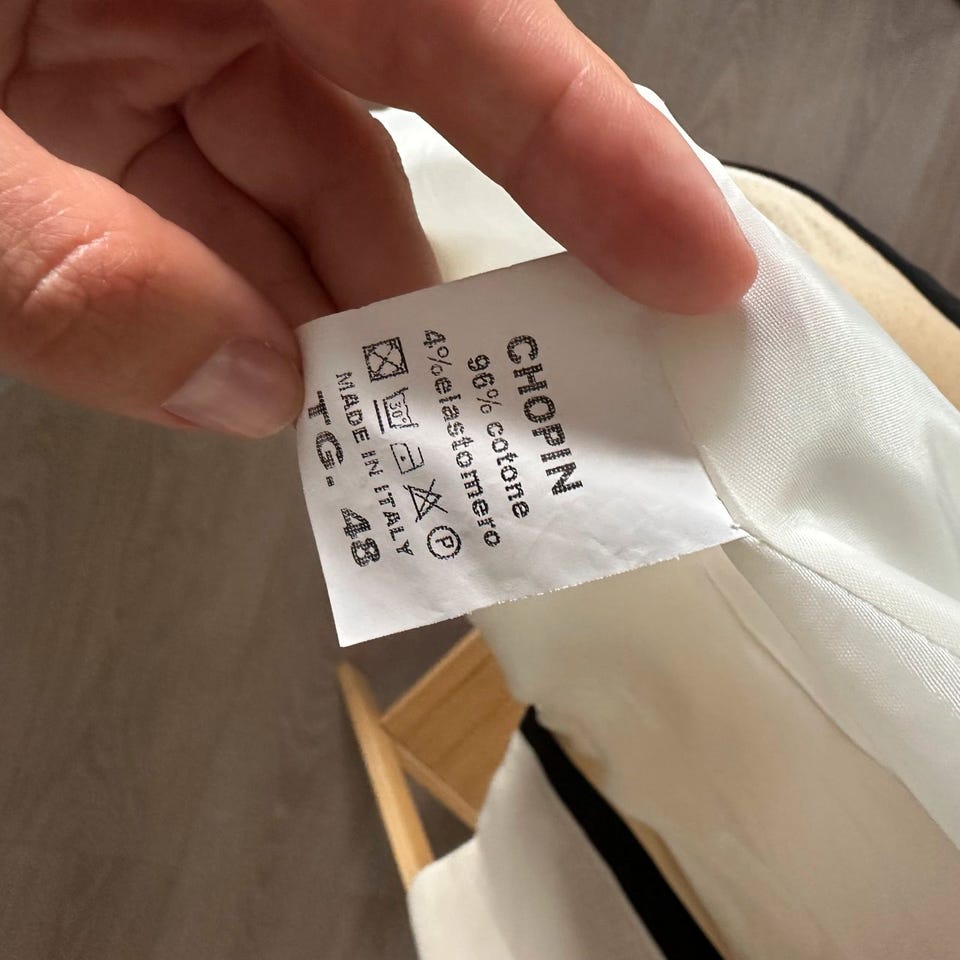 CHOPIN
96% cotone
4%elastomero
30° P
MADE IN ITALY
TG. 48